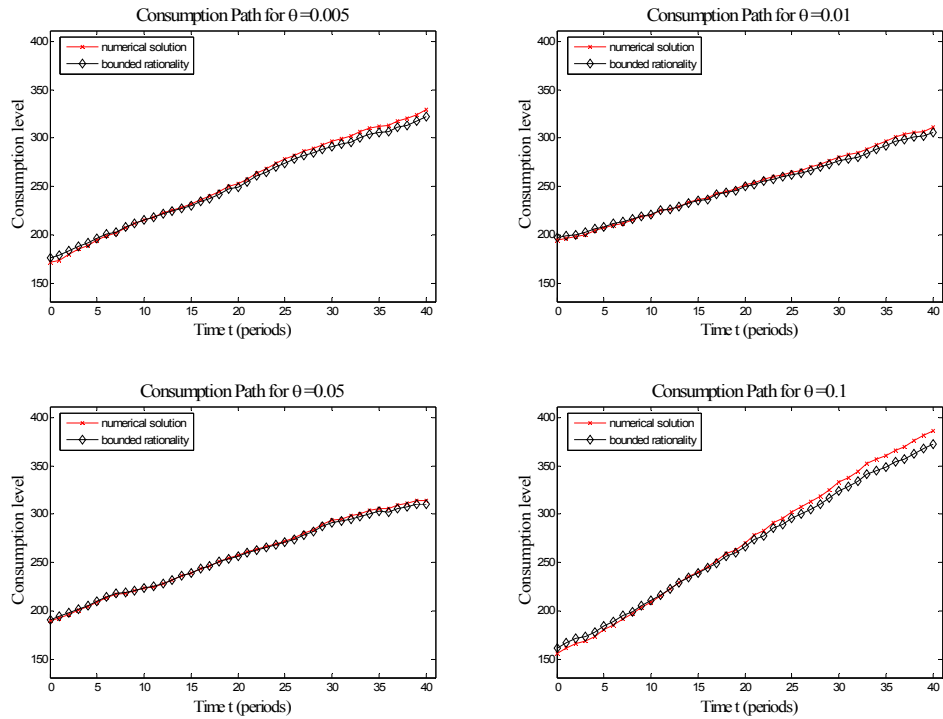 Consumption Path for θ=0.005
400
350
300
250
200
150
Consumption level
numerical solution
bounded rationality
0 5 10 15 20 25 30 35 40
Time t (periods)
Consumption Path for θ=0.01
400
350
300
250
200
150
Consumption level
numerical solution
bounded rationality
0 5 10 15 20 25 30 35 40
Time t (periods)
Consumption Path for θ=0.05
400
350
300
250
200
150
Consumption level
numerical solution
bounded rationality
0 5 10 15 20 25 30 35 40
Time t (periods)
Consumption Path for θ=0.1
400
350
300
250
200
150
Consumption level
numerical solution
bounded rationality
0 5 10 15 20 25 30 35 40
Time t (periods)